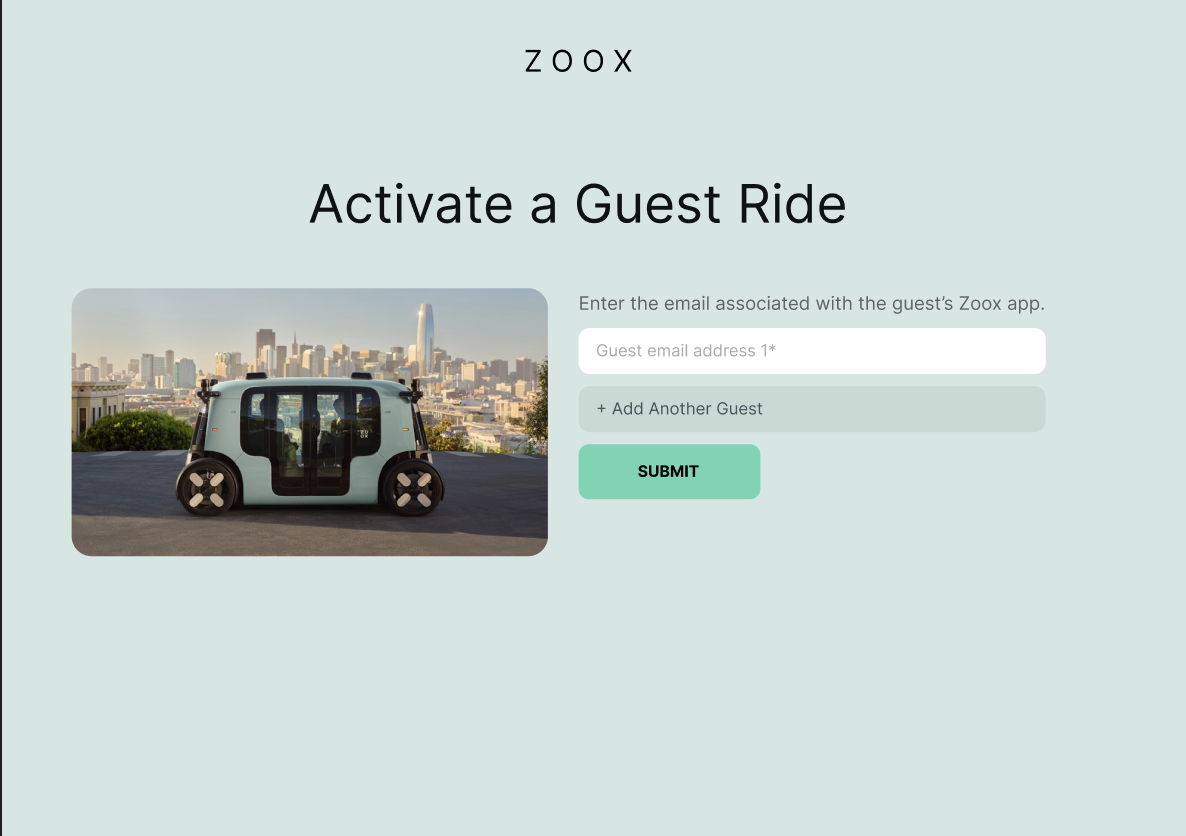 ZOOX
Activate a Guest Ride
Enter the email associated with the guest’s Zoox app.
Guest email address 1*
+ Add Another Guest
SUBMIT